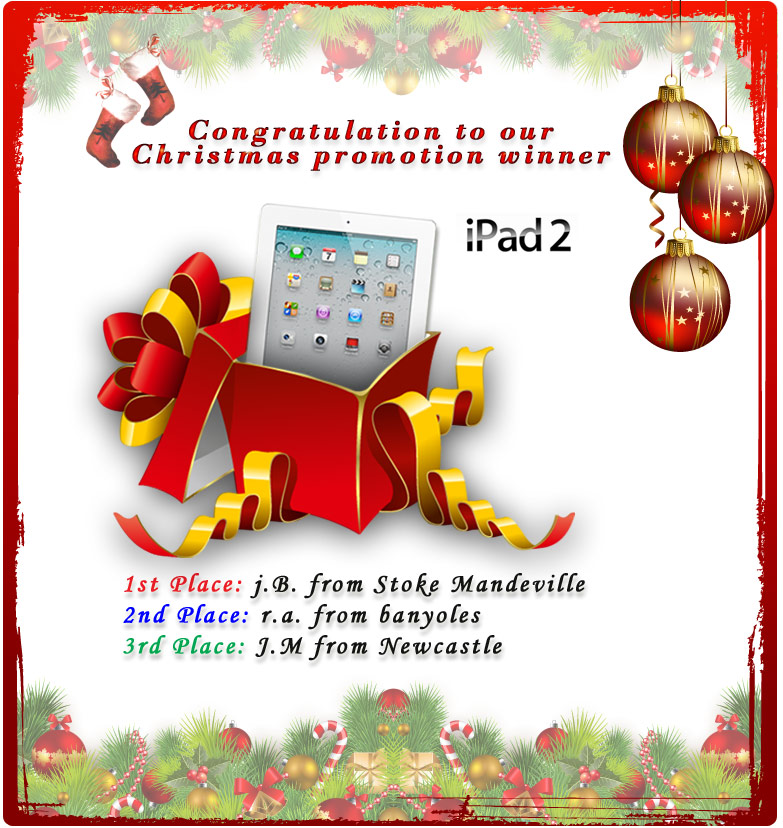 Congratulation to our
Christmas promotion winner
iPad 2
7
1st Place: j.B. from Stoke Mandeville
2nd Place: r.a. from banyoles
3rd Place: J.M from Newcastle